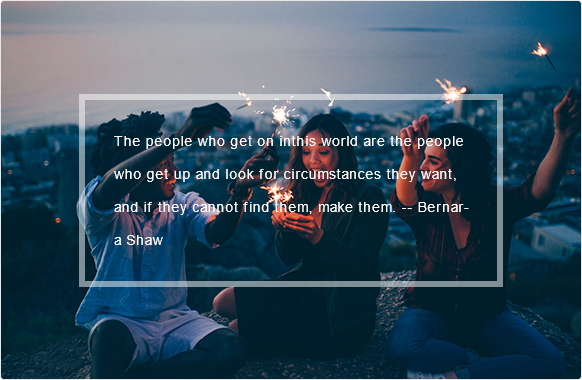 The people who get on inthis world are the people
who get up and look for circumstances they want,
and if they cannot find them, make them. -- Bernar-
a Shaw